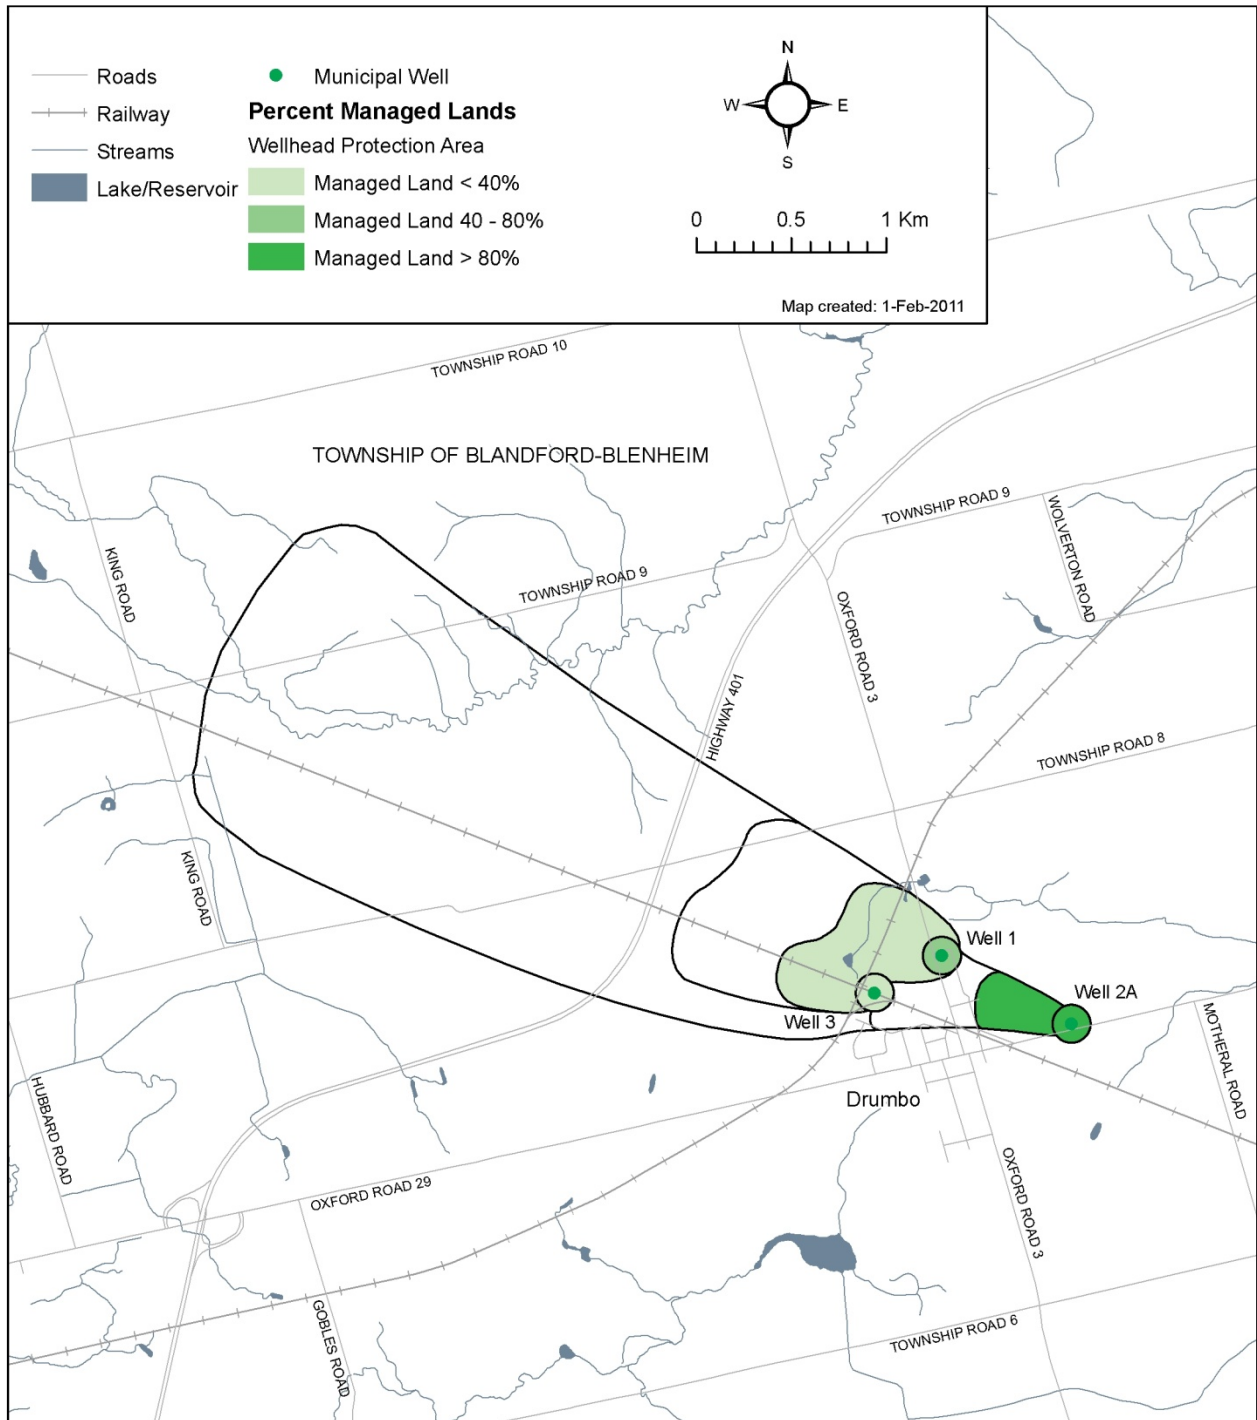 Roads
Railway
Streams
Lake/Reservoir
Municipal Well
Percent Managed Lands
Wellhead Protection Area
Managed Land < 40%
Managed Land 40 - 80%
Managed Land > 80%
N
W
E
S
0
0.5
1 Km
Map created: 1-Feb-2011
TOWNSHIP ROAD 10
TOWNSHIP OF BLANDFORD-BLENHEIM
TOWNSHIP ROAD 9
WOLVERTON ROAD
KING ROAD
TOWNSHIP ROAD 9
OXFORD ROAD 3
HIGHWAY 401
TOWNSHIP ROAD 8
KING ROAD
Well 1
Well 2A
Well 3
MOTHERAL ROAD
HUBBARD ROAD
Drumbo
OXFORD ROAD 29
OXFORD ROAD 3
GOBLES ROAD
TOWNSHIP ROAD 6